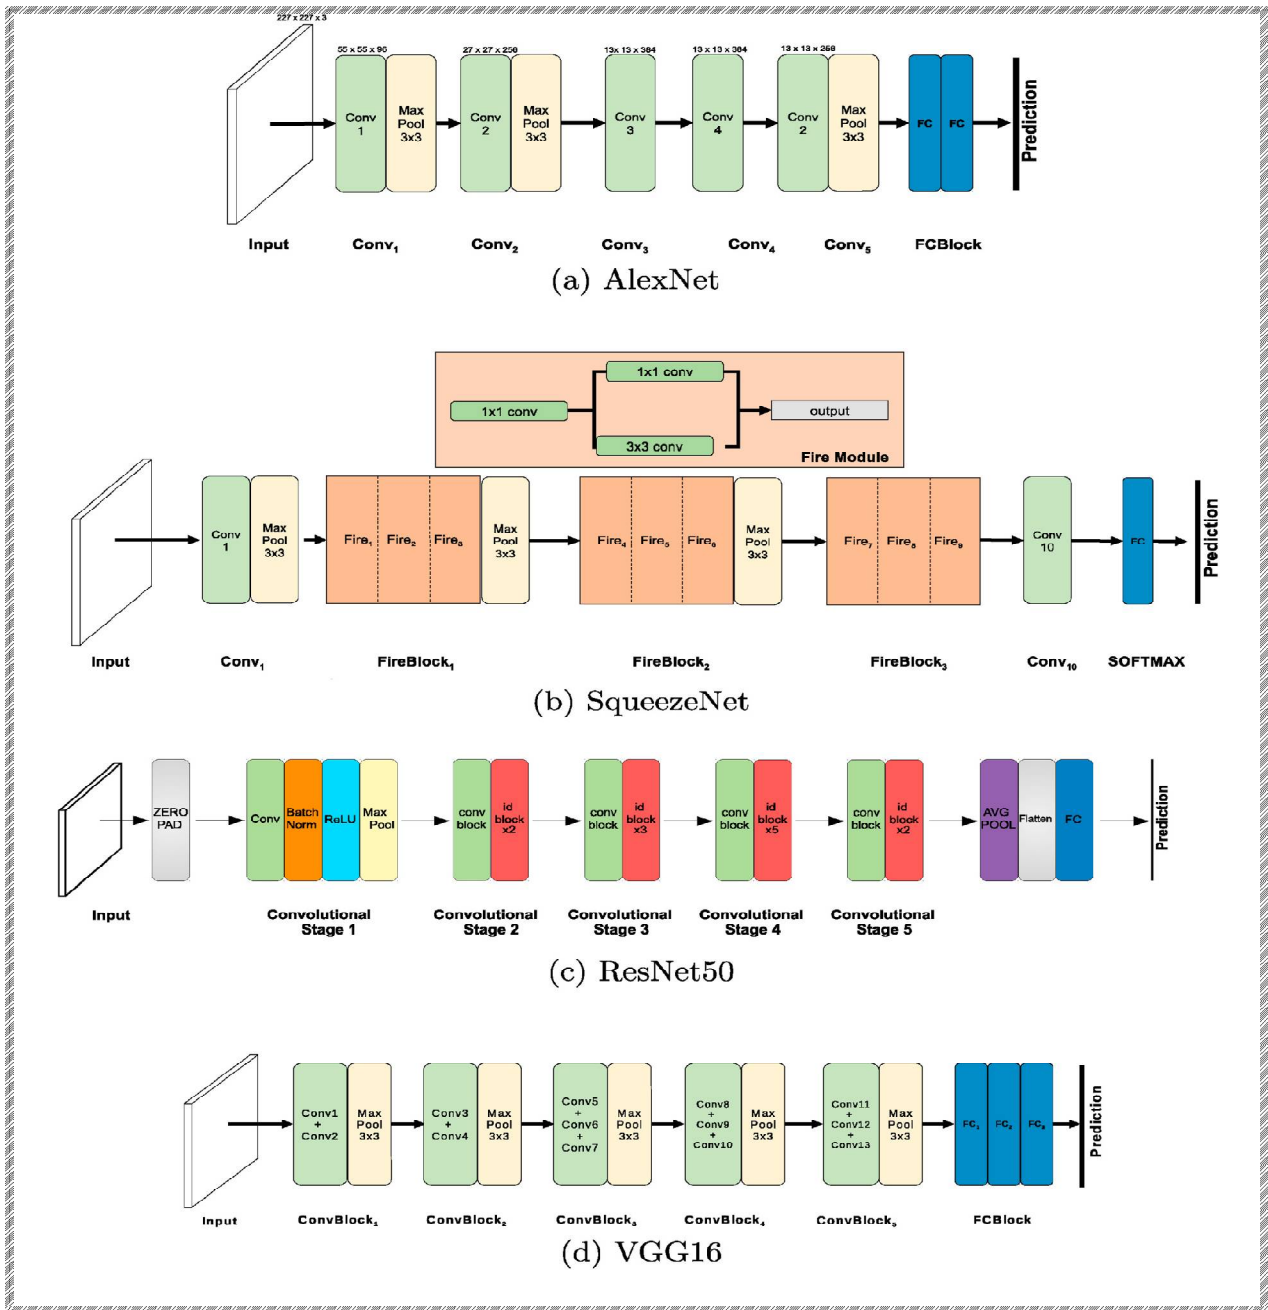 227 x 227 x 3
55 x 55 x 96
27 x 27 x 256
13x 13 x 384
13 x 13 x 384
13 x 13 x 256
Conv
1
Max
Pool
3x3
Conv
2
Max
Pool
3x3
Conv
3
Conv
4
Conv
2
Max
Pool
3x3
FC
FC
Prediction
Input
Conv1
Conv2
Conv3
Conv4
Conv5
FCBlock
(a) AlexNet
1x1 conv
1x1 conv
3x3 conv
output
Fire Module
Conv
1
Max
Pool
3x3
Fire1
Fire2
Fire3
Max
Pool
3x3
Fire4
Fire5
Fire6
Max
Pool
3x3
Fire7
Fire8
Fire9
Conv
10
FC
Prediction
Input
Conv1
FireBlock1
FireBlock2
FireBlock3
Conv10
SOFTMAX
(b) SqueezeNet
ZERO
PAD
Conv
Batch
Norm
ReLU
Max
Pool
conv
block
id
block
x2
conv
block
id
block
x3
conv
block
id
block
x5
conv
block
id
block
x2
AVG
POOL
Flatten
FC
Prediction
Input
Convolutional
Stage 1
Convolutional
Stage 2
Convolutional
Stage 3
Convolutional
Stage 4
Convolutional
Stage 5
(c) ResNet50
Conv1
+
Conv2
Max
Pool
3x3
Conv3
+
Conv4
Max
Pool
3x3
Conv5
+
Conv6
+
Conv7
Max
Pool
3x3
Conv8
+
Conv9
+
Conv10
Max
Pool
3x3
Conv11
+
Conv12
+
Conv13
Max
Pool
3x3
FC1
FC2
FC3
Prediction
Input
ConvBlock1
ConvBlock2
ConvBlock3
ConvBlock4
ConvBlock5
FCBlock
(d) VGG16